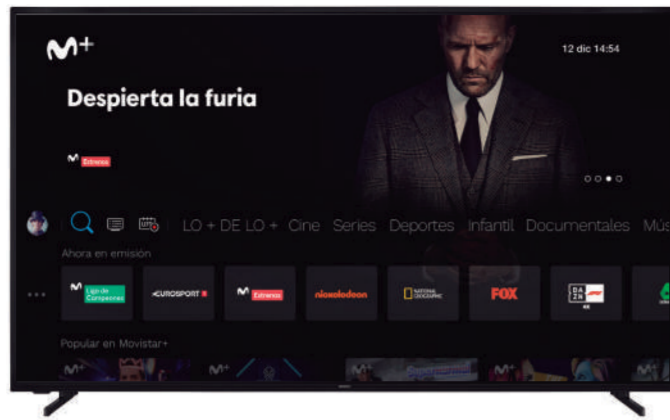 M+
12 dic 14:54
Despierta la furia
M Estrenos
LO + DE LO + Cine Series Deportes Infantil Documentales Mús
Ahora en emisión
M Liga de Campeones
EUROSPORT 1
M Estrenos
nickelodeon
NATIONAL GEOGRAPHIC
FOX
DAZN
Popular en Movistar+
M+ M+ M+ M+